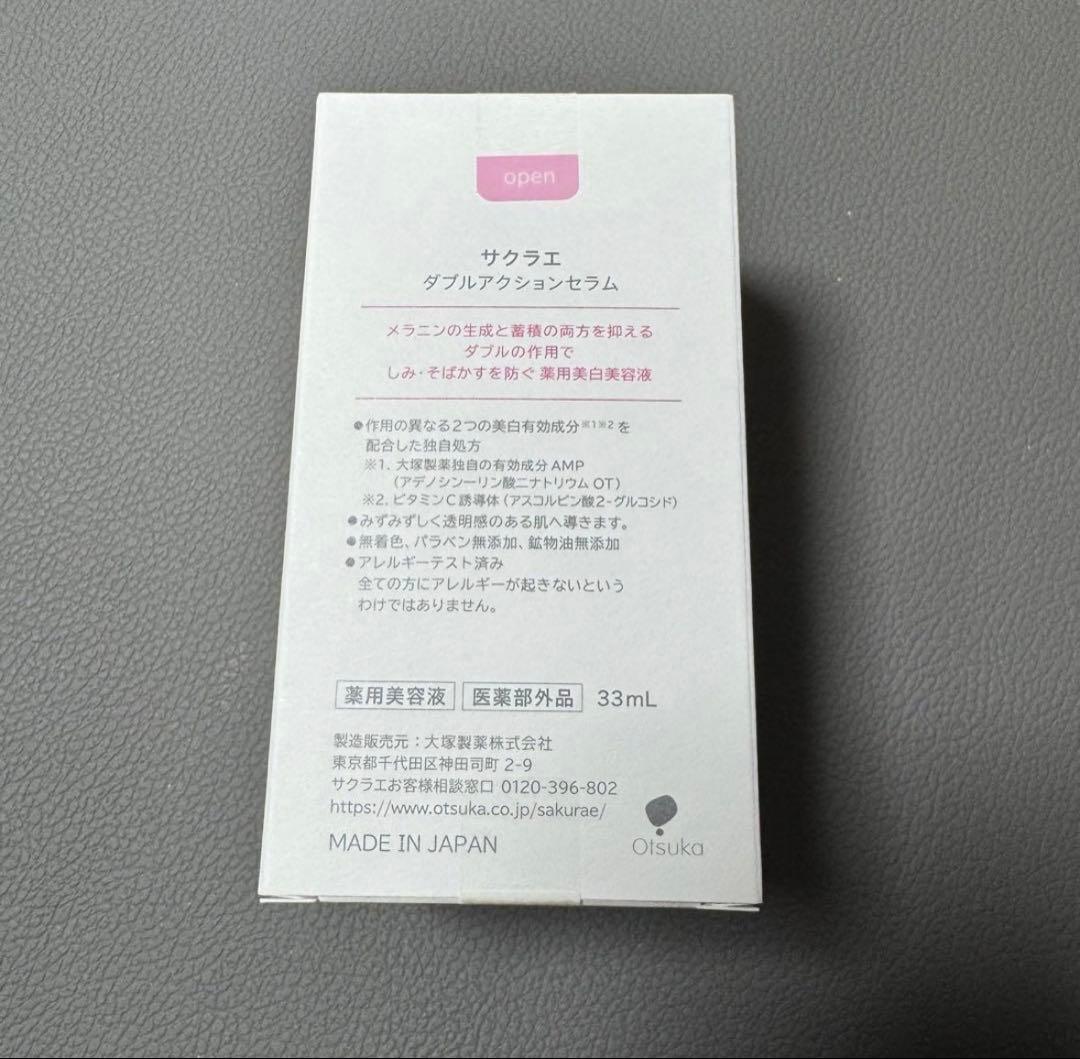 open
サクラエ
ダブルアクションセラム
メラニンの生成と蓄積の両方を抑える
ダブルの作用で
しみ・そばかすを防ぐ 薬用美白美容液
●作用の異なる2つの美白有効成分※1※2を
配合した独自処方
※1. 大塚製薬独自の有効成分 AMP
(アデノシン一リン酸二ナトリウム OT)
※2. ビタミンC誘導体 (アスコルビン酸2-グルコシド)
●みずみずしく透明感のある肌へ導きます。
●無着色、パラベン無添加、鉱物油無添加
●アレルギーテスト済み
全ての方にアレルギーが起きないという
わけではありません。
薬用美容液 医薬部外品 33mL
製造販売元:大塚製薬株式会社
東京都千代田区神田司町 2-9
サクラエお客様相談窓口 0120-396-802
https://www.otsuka.co.jp/sakurae/
MADE IN JAPAN
Otsuka